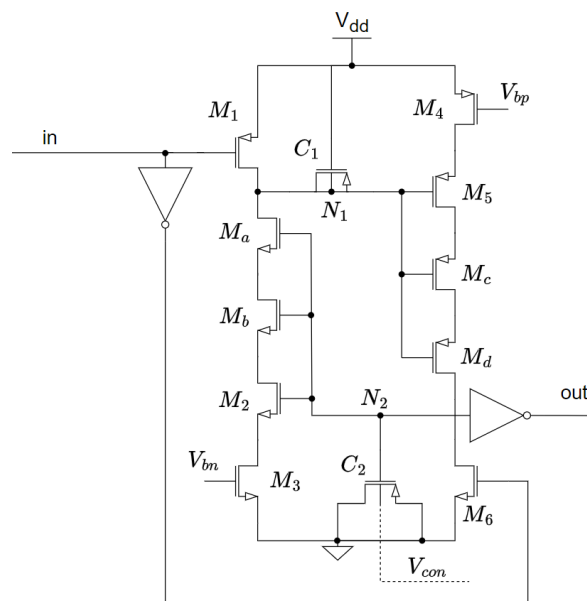 V_dd
M_1
M_4
V_bp
in
C_1
N_1
M_5
M_a
M_c
M_b
M_d
M_2
N_2
out
V_bn
M_3
C_2
M_6
V_con